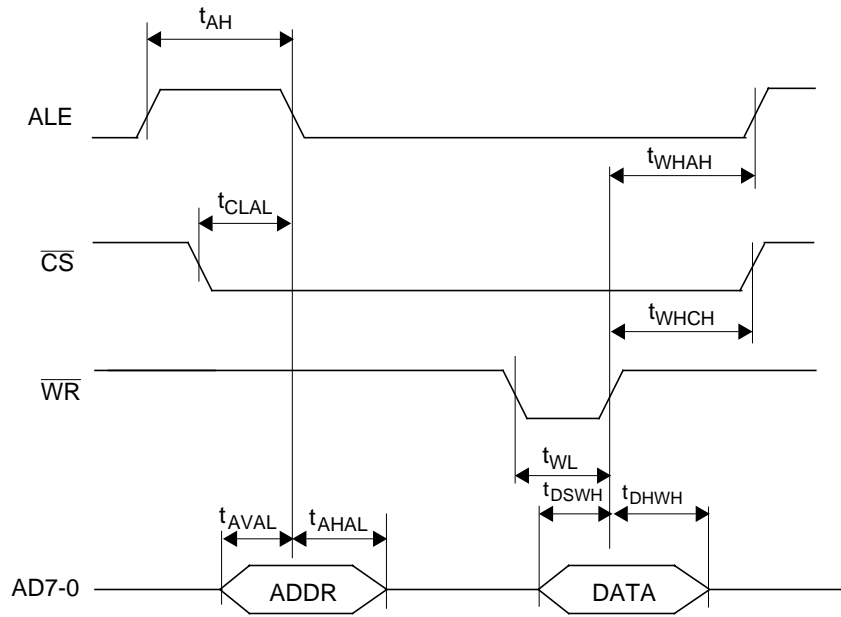 tAH
ALE
tWHAH
tCLAL
CS
tWHCH
WR
tWL
tDSWH
tDHWH
tAVAL
tAHAL
AD7-0
ADDR
DATA